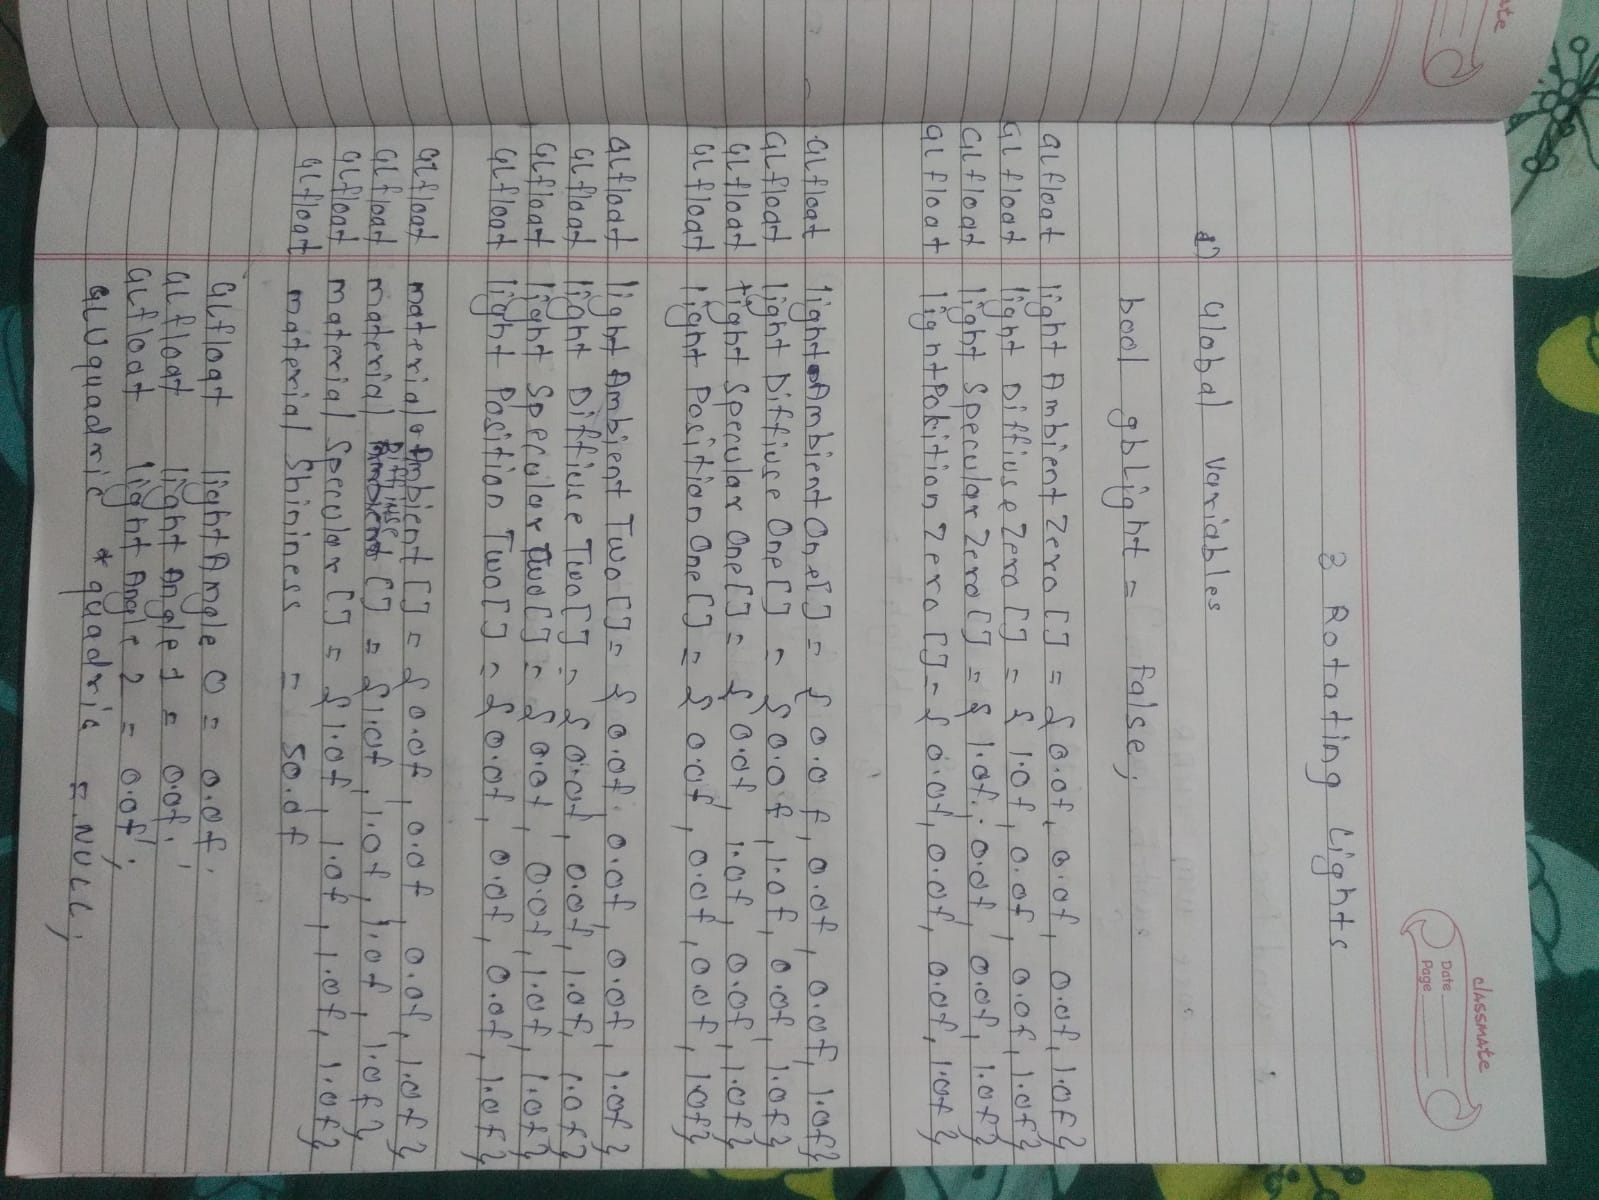 ate
classmate
Date
Page
3 Rotating Lights
1) Global Variables
bool gbLight = false;
GLfloat lightAmbientZero[] = { 0.0f, 0.0f, 0.0f, 1.0f}
GLfloat lightDiffiuseZero[] = { 1.0f, 0.0f, 0.0f, 1.0f}
GLfloat lightSpecularZero[] = { 1.0f, 0.0f, 0.0f, 1.0f}
GLfloat lightPosition Zero[] = { 0.0f, 0.0f, 0.0f, 1.0f}
GLfloat lightAmbientOne[] = { 0.0f, 0.0f, 0.0f, 1.0f}
GLfloat lightDiffiuseOne[] = { 0.0f, 1.0f, 0.0f, 1.0f}
GLfloat lightSpecularOne[] = { 0.0f, 1.0f, 0.0f, 1.0f}
GLfloat lightPositionOne[] = { 0.0f, 0.0f, 0.0f, 1.0f}
GLfloat lightAmbientTwo[] = { 0.0f, 0.0f, 0.0f, 1.0f}
GLfloat lightDiffiuseTwo[] = { 0.0f, 0.0f, 1.0f, 1.0f}
GLfloat lightSpecularTwo[] = { 0.0f, 0.0f, 1.0f, 1.0f}
GLfloat lightPositionTwo[] = { 0.0f, 0.0f, 0.0f, 1.0f}
GLfloat materialAmbient[] = { 0.0f, 0.0f, 0.0f, 1.0f}
GLfloat materialDiffiuse[] = { 1.0f, 1.0f, 1.0f, 1.0f}
GLfloat materialSpecular[] = { 1.0f, 1.0f, 1.0f, 1.0f}
GLfloat materialShininess = 50.0f
GLfloat lightAngle0 = 0.0f;
GLfloat lightAngle1 = 0.0f;
GLfloat lightAngle2 = 0.0f;
GLUquadric *quadric = NULL;